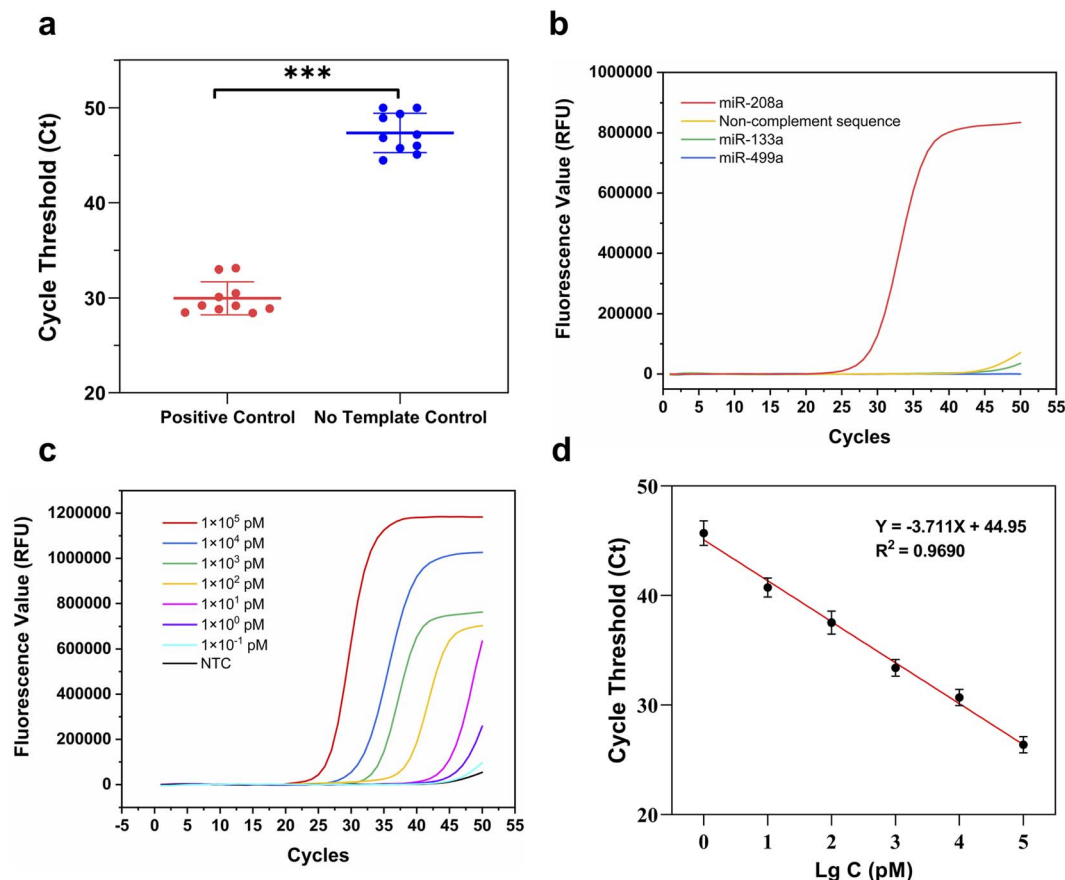 a
***
Cycle Threshold (Ct)
50
40
30
20
Positive Control
No Template Control
b
Fluorescence Value (RFU)
1000000
800000
600000
400000
200000
0
miR-208a
Non-complement sequence
miR-133a
miR-499a
0 5 10 15 20 25 30 35 40 45 50 55
Cycles
c
Fluorescence Value (RFU)
1200000
1000000
800000
600000
400000
200000
0
1×10⁵ pM
1×10⁴ pM
1×10³ pM
1×10² pM
1×10¹ pM
1×10⁰ pM
1×10⁻¹ pM
NTC
-5 0 5 10 15 20 25 30 35 40 45 50 55
Cycles
d
Cycle Threshold (Ct)
50
40
30
20
Y = -3.711X + 44.95
R² = 0.9690
0 1 2 3 4 5
Lg C (pM)